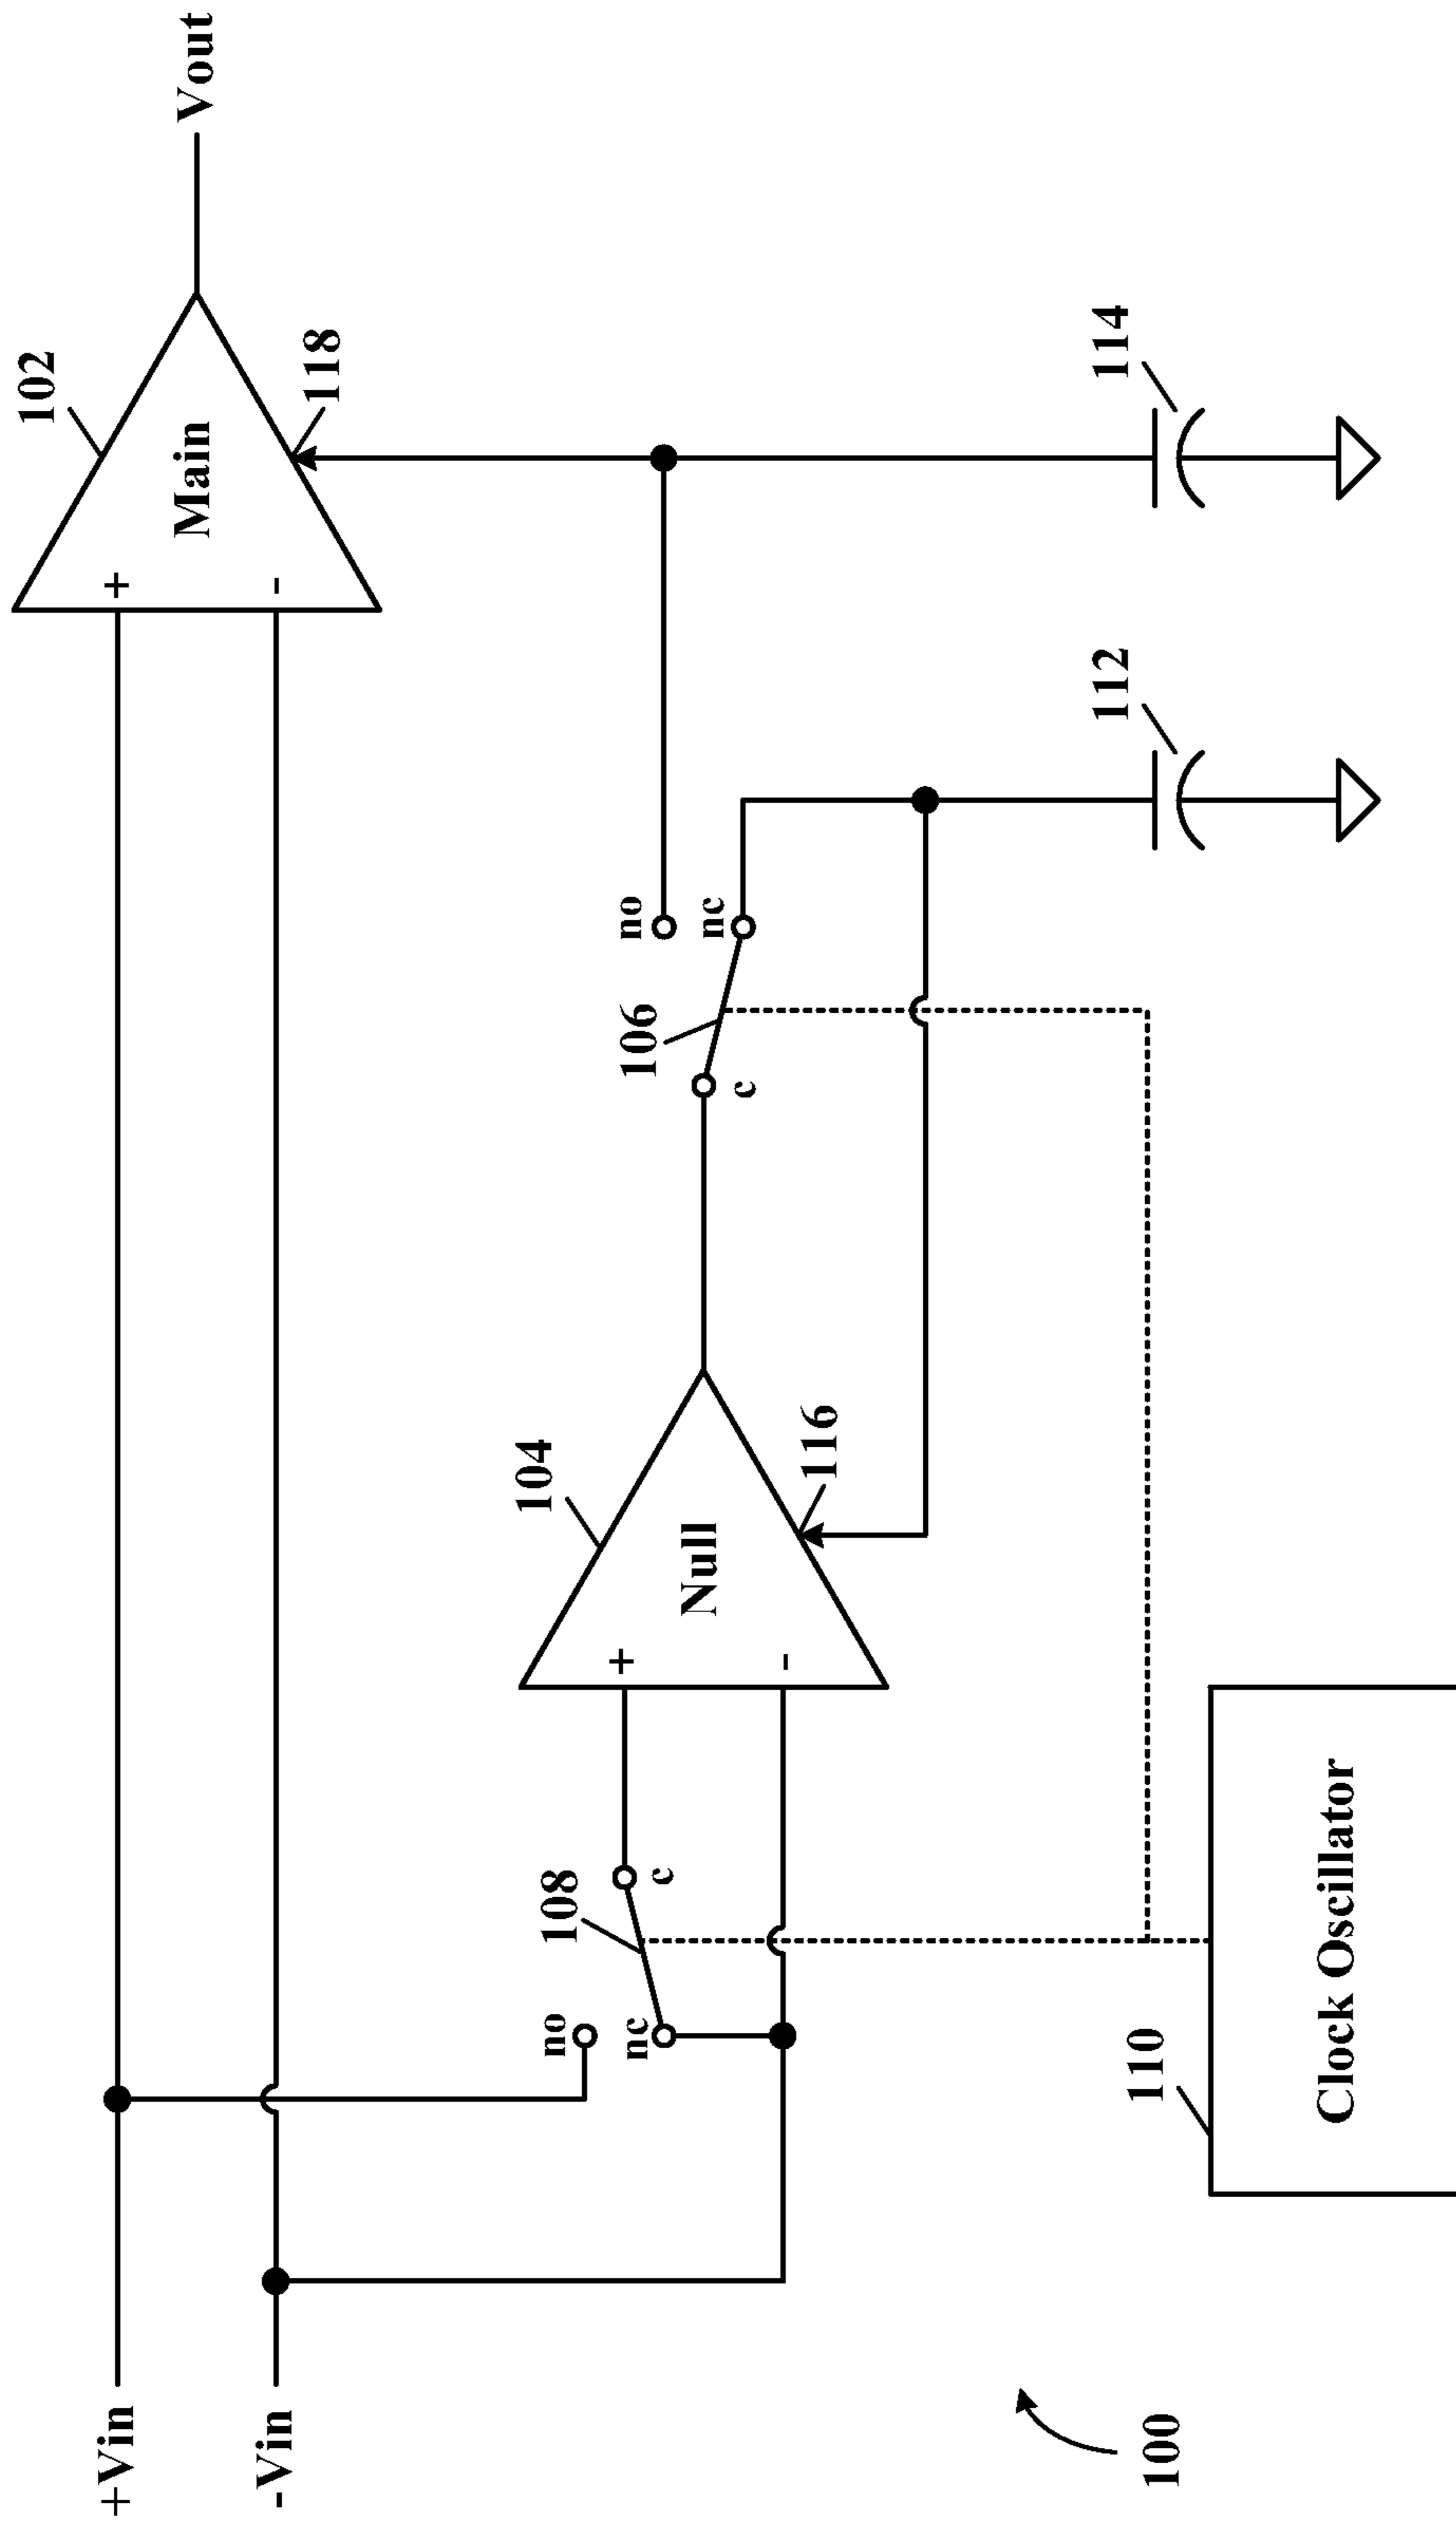 102
Main
+
-
118
Vout
+Vin
-Vin
104
Null
+
-
116
108
no
nc
c
106
no
nc
c
112
114
110
Clock Oscillator
100